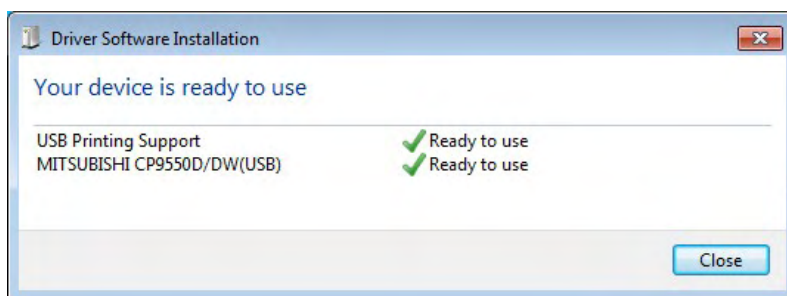 Driver Software Installation
Your device is ready to use
USB Printing Support Ready to use
MITSUBISHI CP9550D/DW(USB) Ready to use
Close